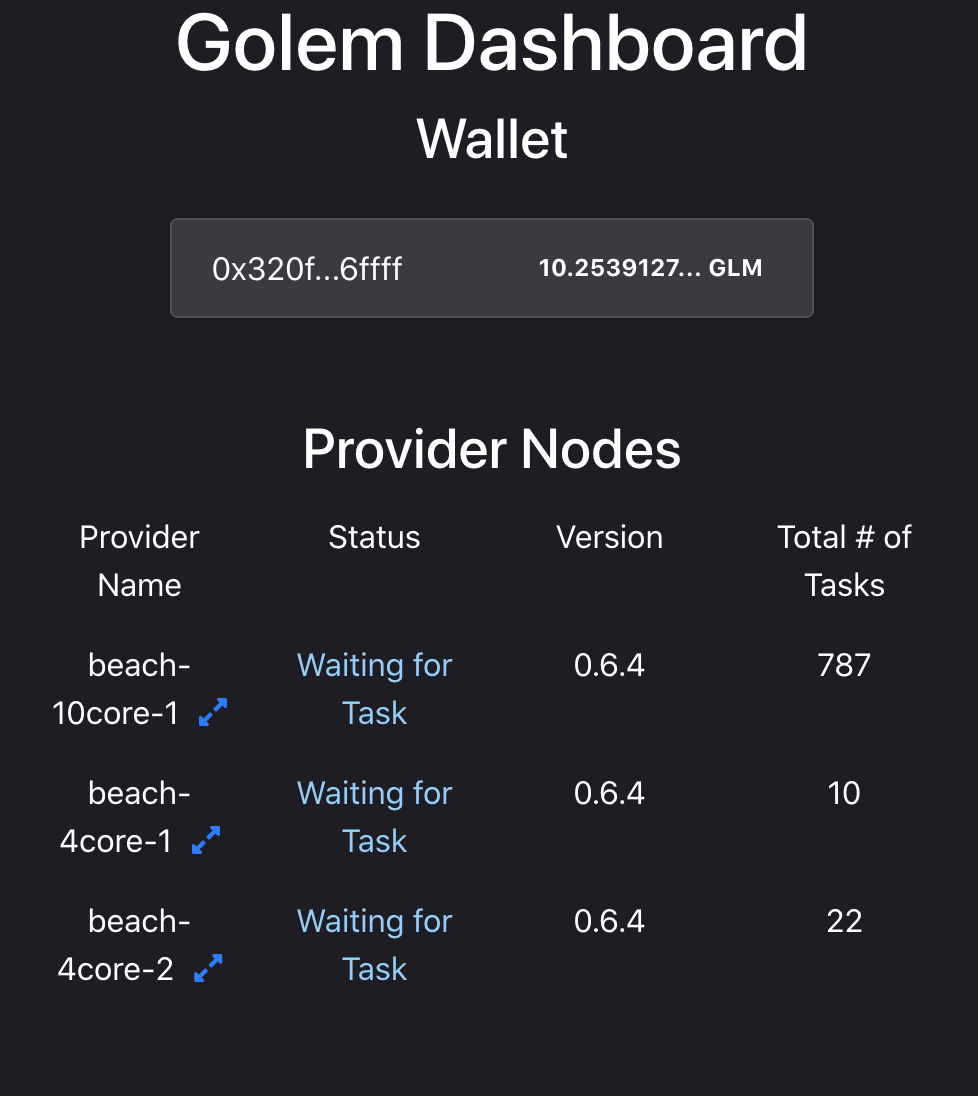 Golem Dashboard
Wallet
0x320f...6ffff 10.2539127... GLM
Provider Nodes
Provider Name Status Version Total # of Tasks
beach-10core-1 Waiting for Task 0.6.4 787
beach-4core-1 Waiting for Task 0.6.4 10
beach-4core-2 Waiting for Task 0.6.4 22